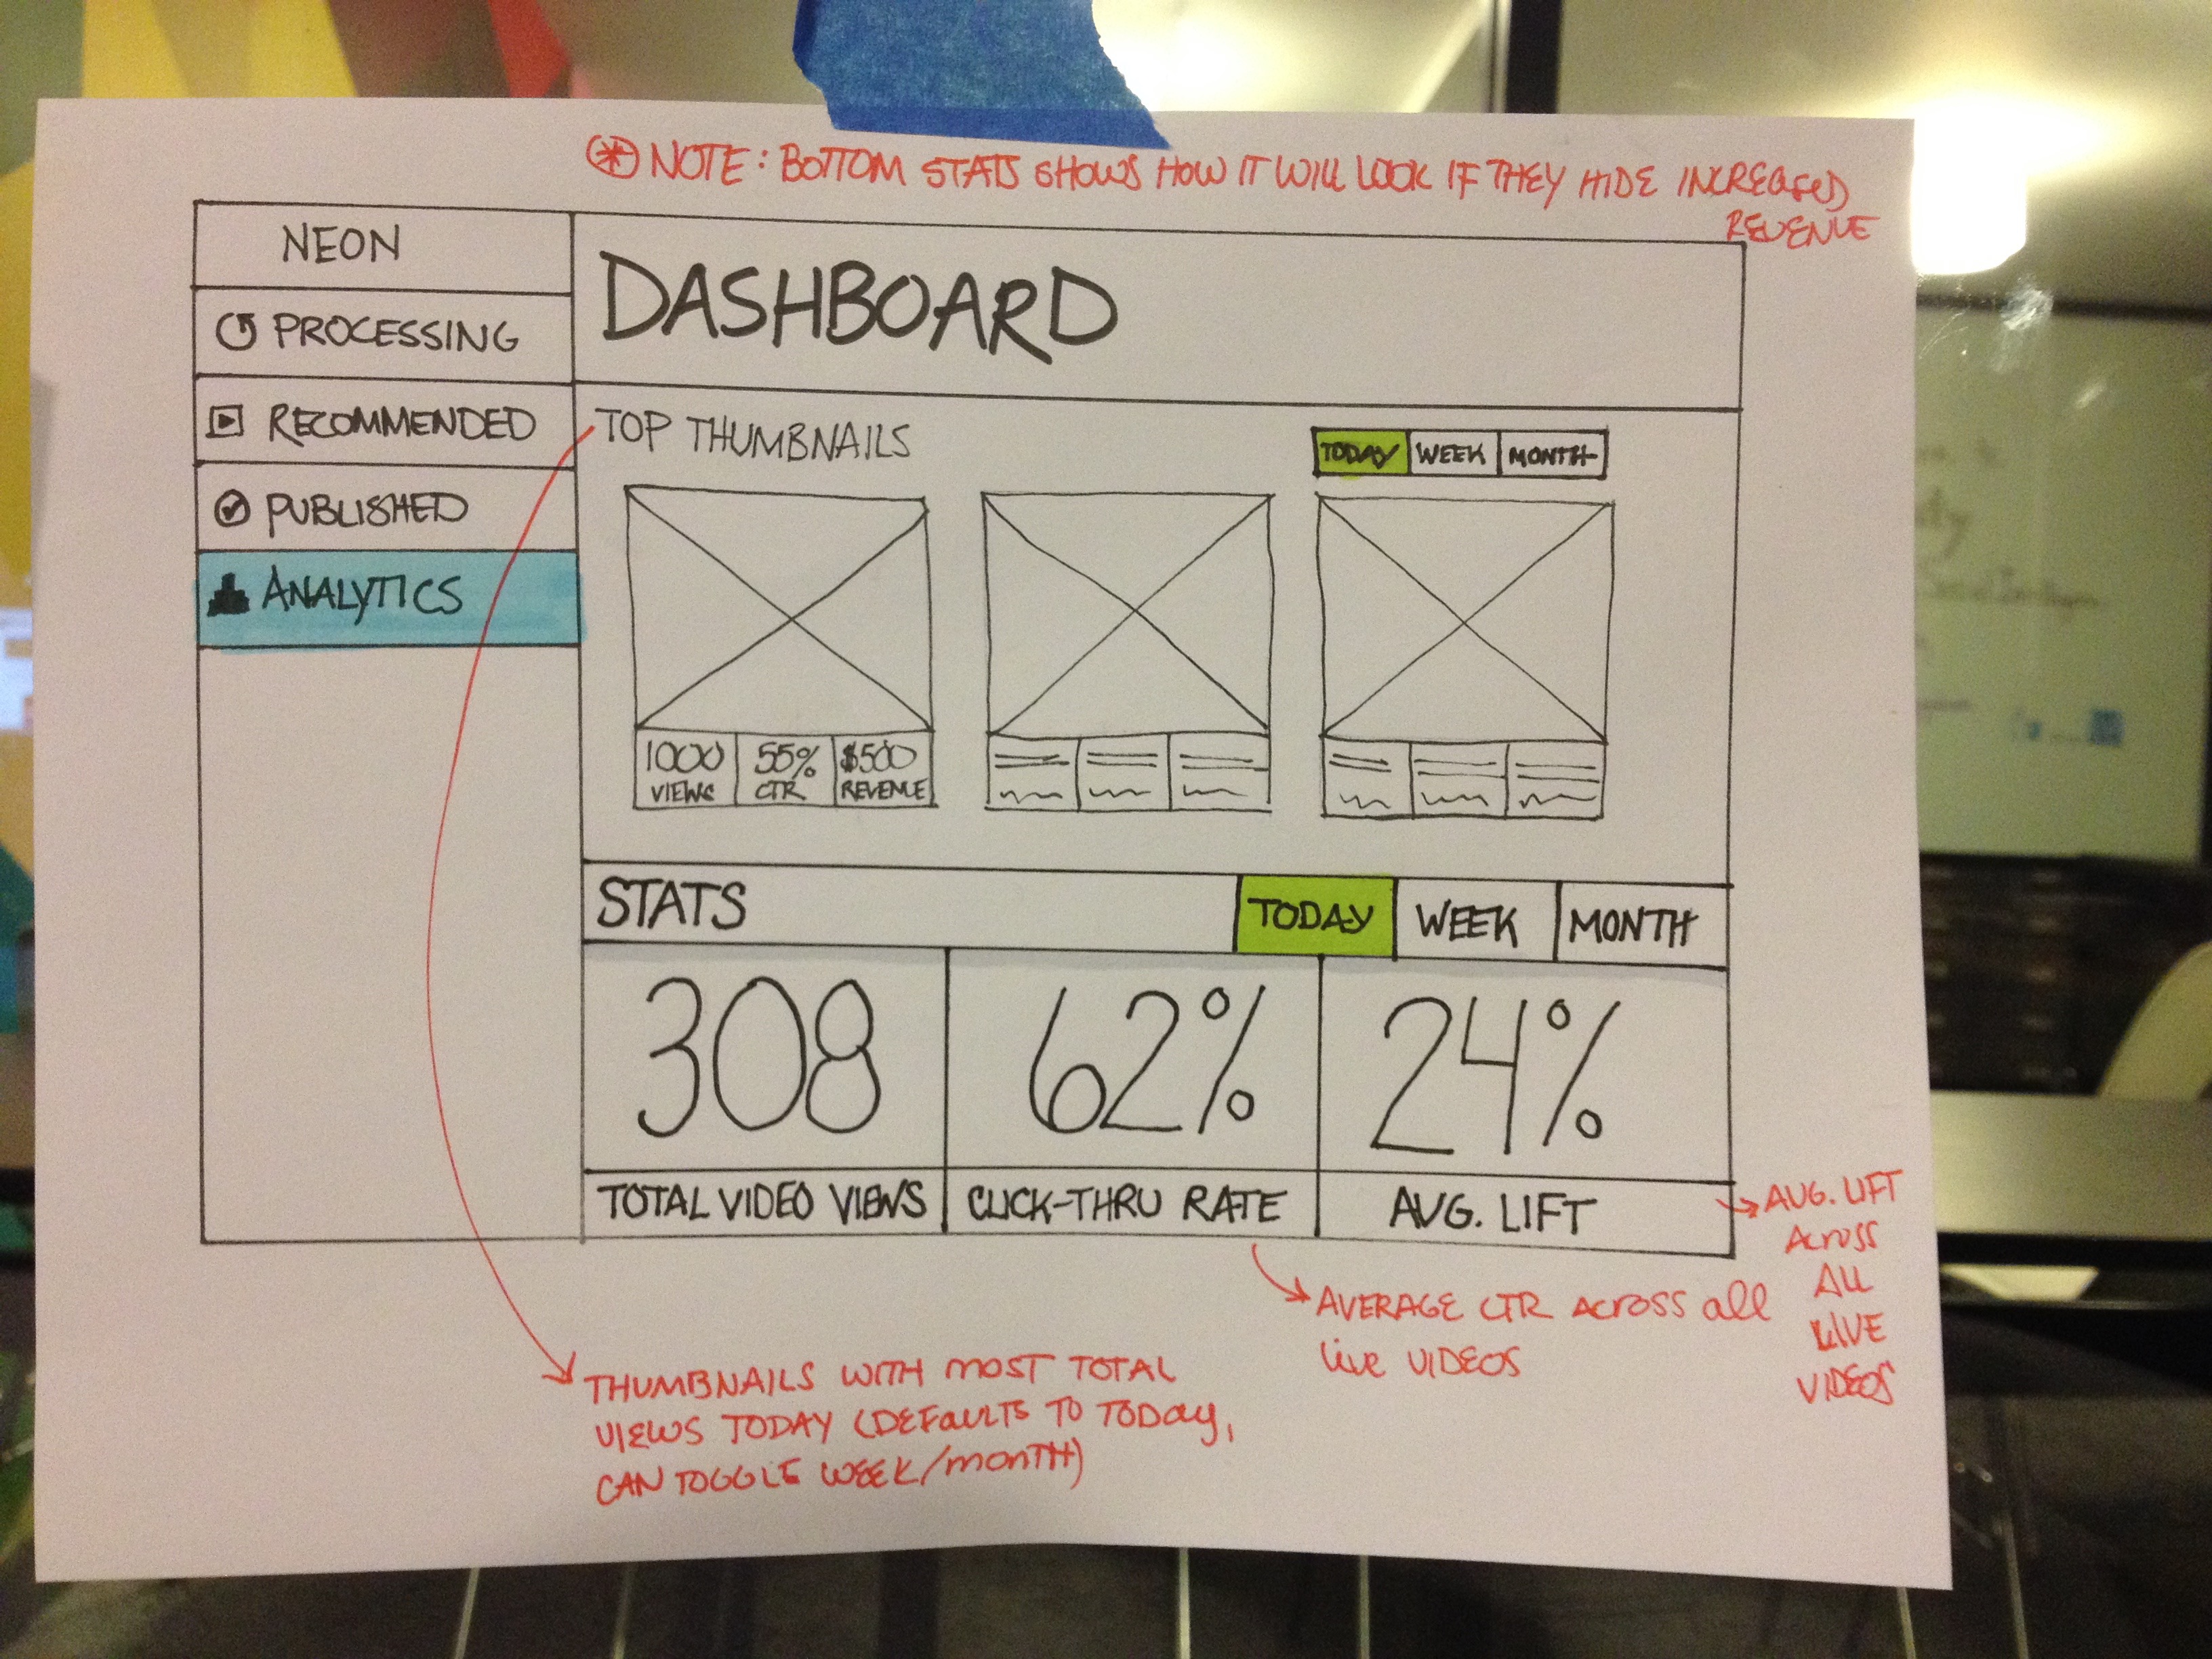 ⊛ NOTE: BOTTOM STATS SHOWS HOW IT WILL LOOK IF THEY HIDE INCREASED
REVENUE
NEON
PROCESSING
RECOMMENDED
PUBLISHED
ANALYTICS
DASHBOARD
TOP THUMBNAILS
TODAY WEEK MONTH
1000 55% $500
VIEWS CTR REVENUE
STATS TODAY WEEK MONTH
308 62% 24%
TOTAL VIDEO VIEWS CLICK-THRU RATE AVG. LIFT
AVG. LIFT
ACROSS
ALL
LIVE
VIDEOS
AVERAGE CTR ACROSS all
live VIDEOS
THUMBNAILS WITH MOST TOTAL
VIEWS TODAY (DEFAULTS TO TODAY,
CAN TOGGLE WEEK/MONTH)